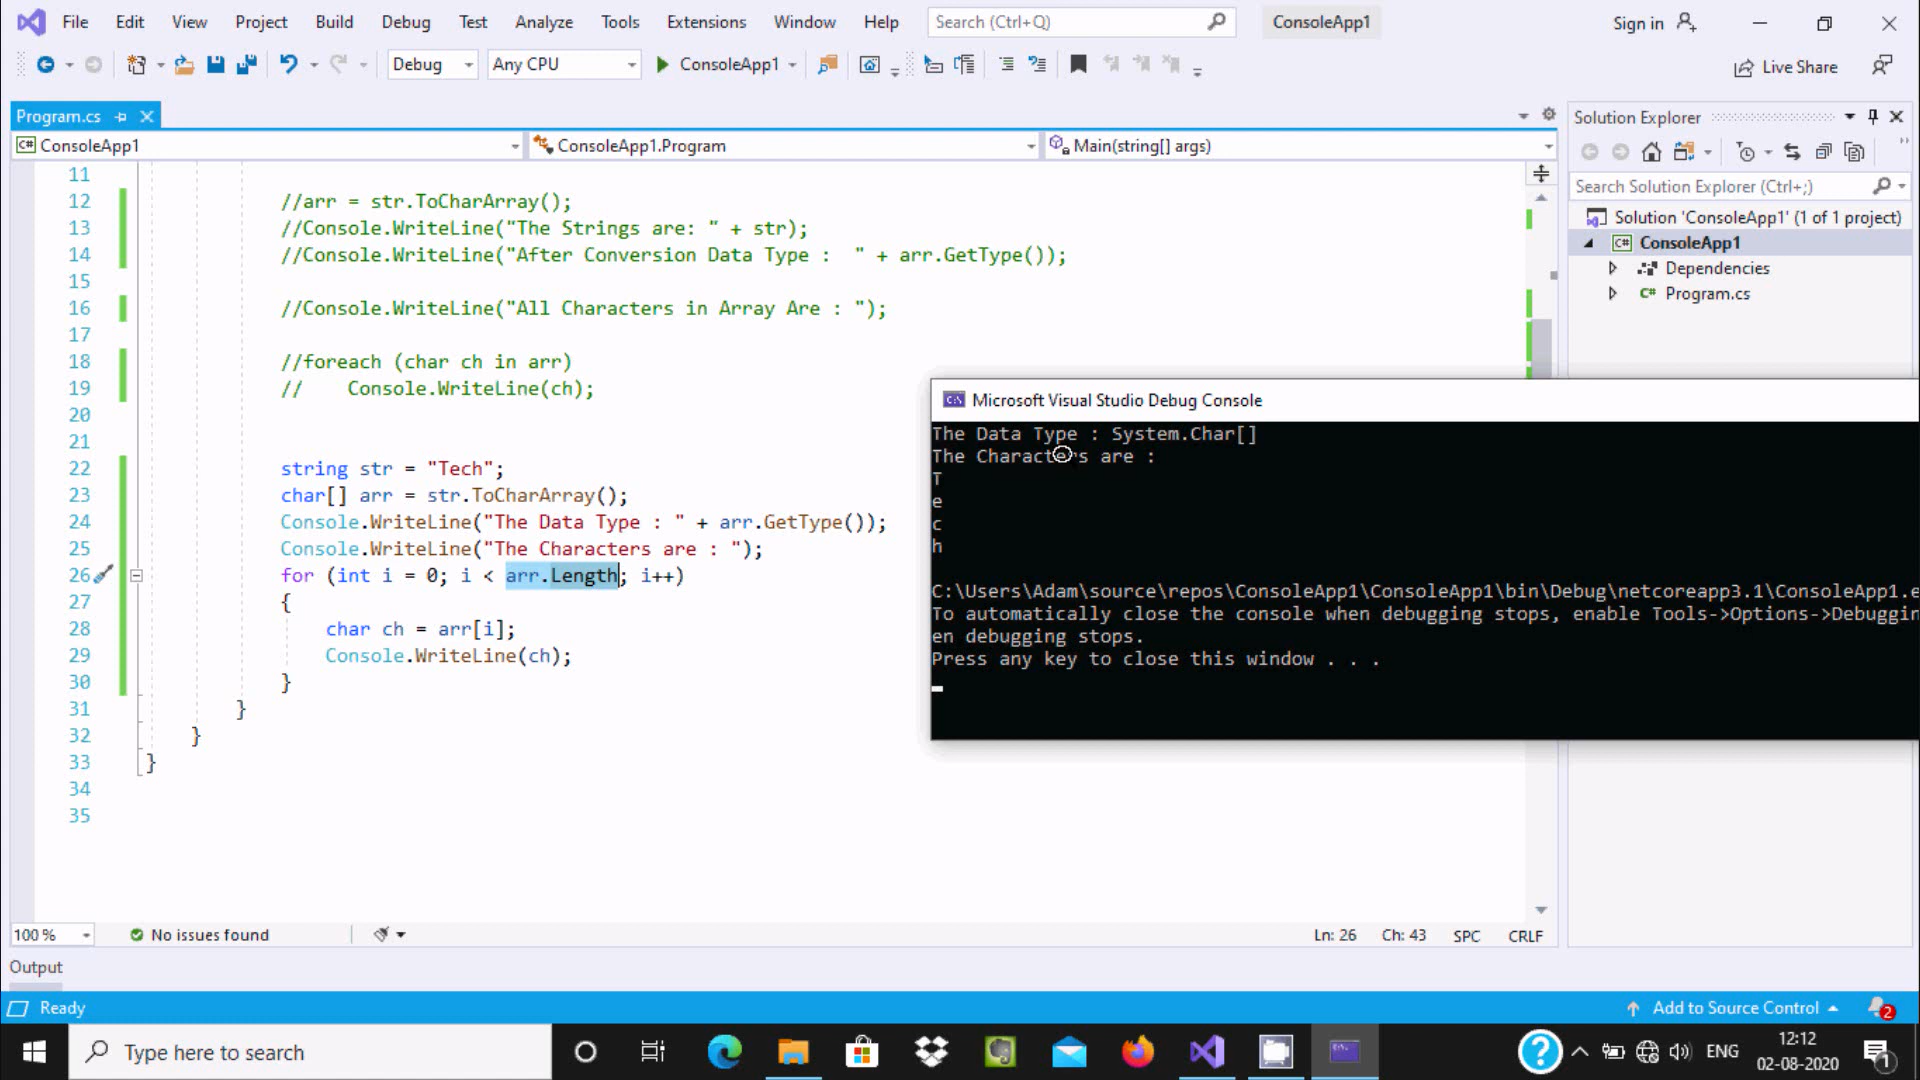 File Edit View Project Build Debug Test Analyze Tools Extensions Window Help Search (Ctrl+Q) ConsoleApp1 Sign in
Debug Any CPU ConsoleApp1 Live Share
Program.cs
ConsoleApp1 ConsoleApp1.Program Main(string[] args)
11
12 //arr = str.ToCharArray();
13 //Console.WriteLine("The Strings are: " + str);
14 //Console.WriteLine("After Conversion Data Type :  " + arr.GetType());
15
16 //Console.WriteLine("All Characters in Array Are : ");
17
18 //foreach (char ch in arr)
19 //    Console.WriteLine(ch);
20
21
22 string str = "Tech";
23 char[] arr = str.ToCharArray();
24 Console.WriteLine("The Data Type : " + arr.GetType());
25 Console.WriteLine("The Characters are : ");
26 for (int i = 0; i < arr.Length; i++)
27 {
28 char ch = arr[i];
29 Console.WriteLine(ch);
30 }
31 }
32 }
33 }
34
35
Solution Explorer
Search Solution Explorer (Ctrl+;)
Solution 'ConsoleApp1' (1 of 1 project)
C# ConsoleApp1
Dependencies
C# Program.cs
Microsoft Visual Studio Debug Console
The Data Type : System.Char[]
The Characters are :
T
e
c
h
C:\Users\Adam\source\repos\ConsoleApp1\ConsoleApp1\bin\Debug\netcoreapp3.1\ConsoleApp1.e
To automatically close the console when debugging stops, enable Tools->Options->Debuggin
en debugging stops.
Press any key to close this window . . .
100 % No issues found Ln: 26 Ch: 43 SPC CRLF
Output
Ready Add to Source Control 2
Type here to search ENG 12:12
02-08-2020 1